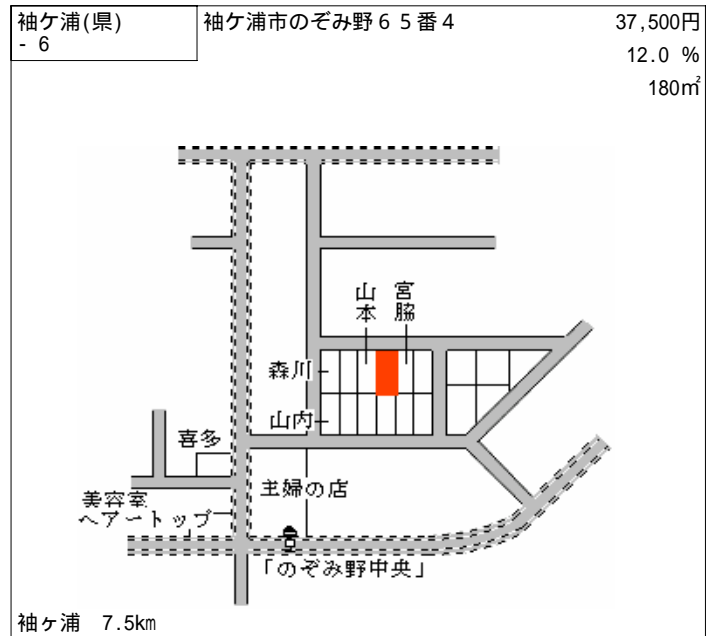 袖ケ浦(県)
- 6
袖ケ浦市のぞみ野６５番４
37,500円
12.0 %
180㎡
山本
宮脇
森川
山内
喜多
主婦の店
美容室
ヘアートップ
「のぞみ野中央」
袖ヶ浦 7.5㎞